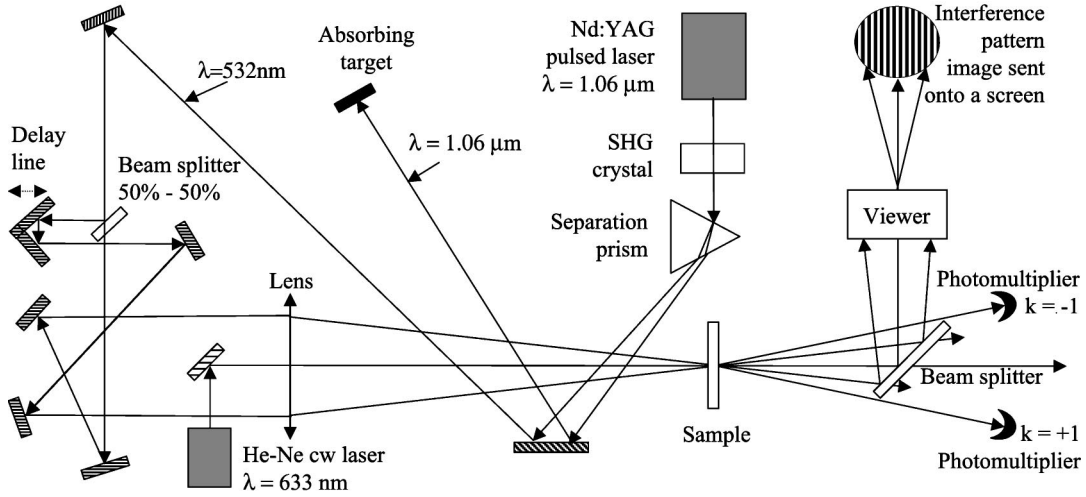 λ=532nm
Absorbing
target
Nd:YAG
pulsed laser
λ = 1.06 μm
Interference
pattern
image sent
onto a screen
Delay
line
Beam splitter
50% - 50%
λ = 1.06 μm
SHG
crystal
Separation
prism
Viewer
Lens
Photomultiplier
k = -1
Beam splitter
Sample
He-Ne cw laser
λ = 633 nm
k = +1
Photomultiplier